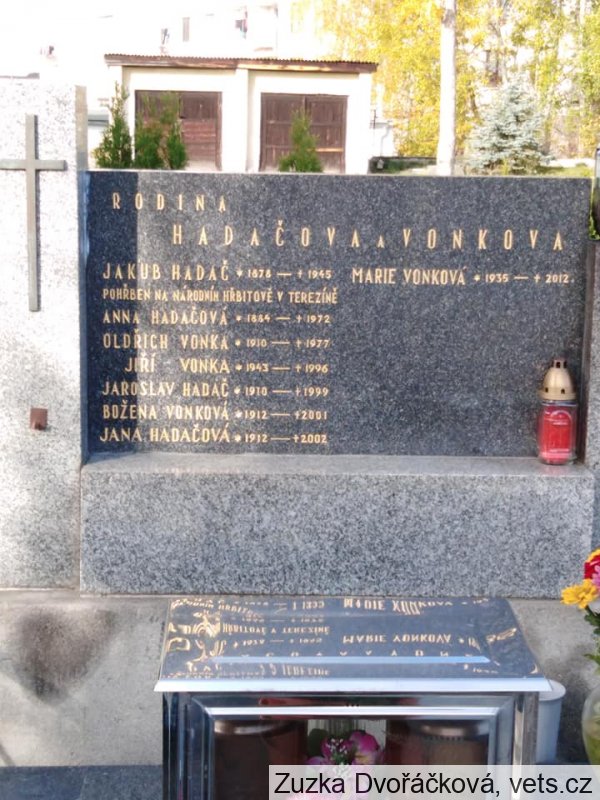 RODINA
HADAČOVA A VONKOVA
JAKUB HADAČ * 1878 — † 1945 MARIE VONKOVÁ * 1935 — † 2012
POHŘBEN NA NÁRODNÍM HŘBITOVĚ V TEREZÍNĚ
ANNA HADAČOVÁ * 1884 — † 1972
OLDŘICH VONKA * 1910 — † 1977
JIŘÍ - VONKA * 1943 — † 1996
JAROSLAV HADAČ * 1910 — † 1999
BOŽENA VONKOVÁ * 1912 — † 2001
JANA HADAČOVÁ * 1912 — † 2002
Zuzka Dvořáčková, vets.cz